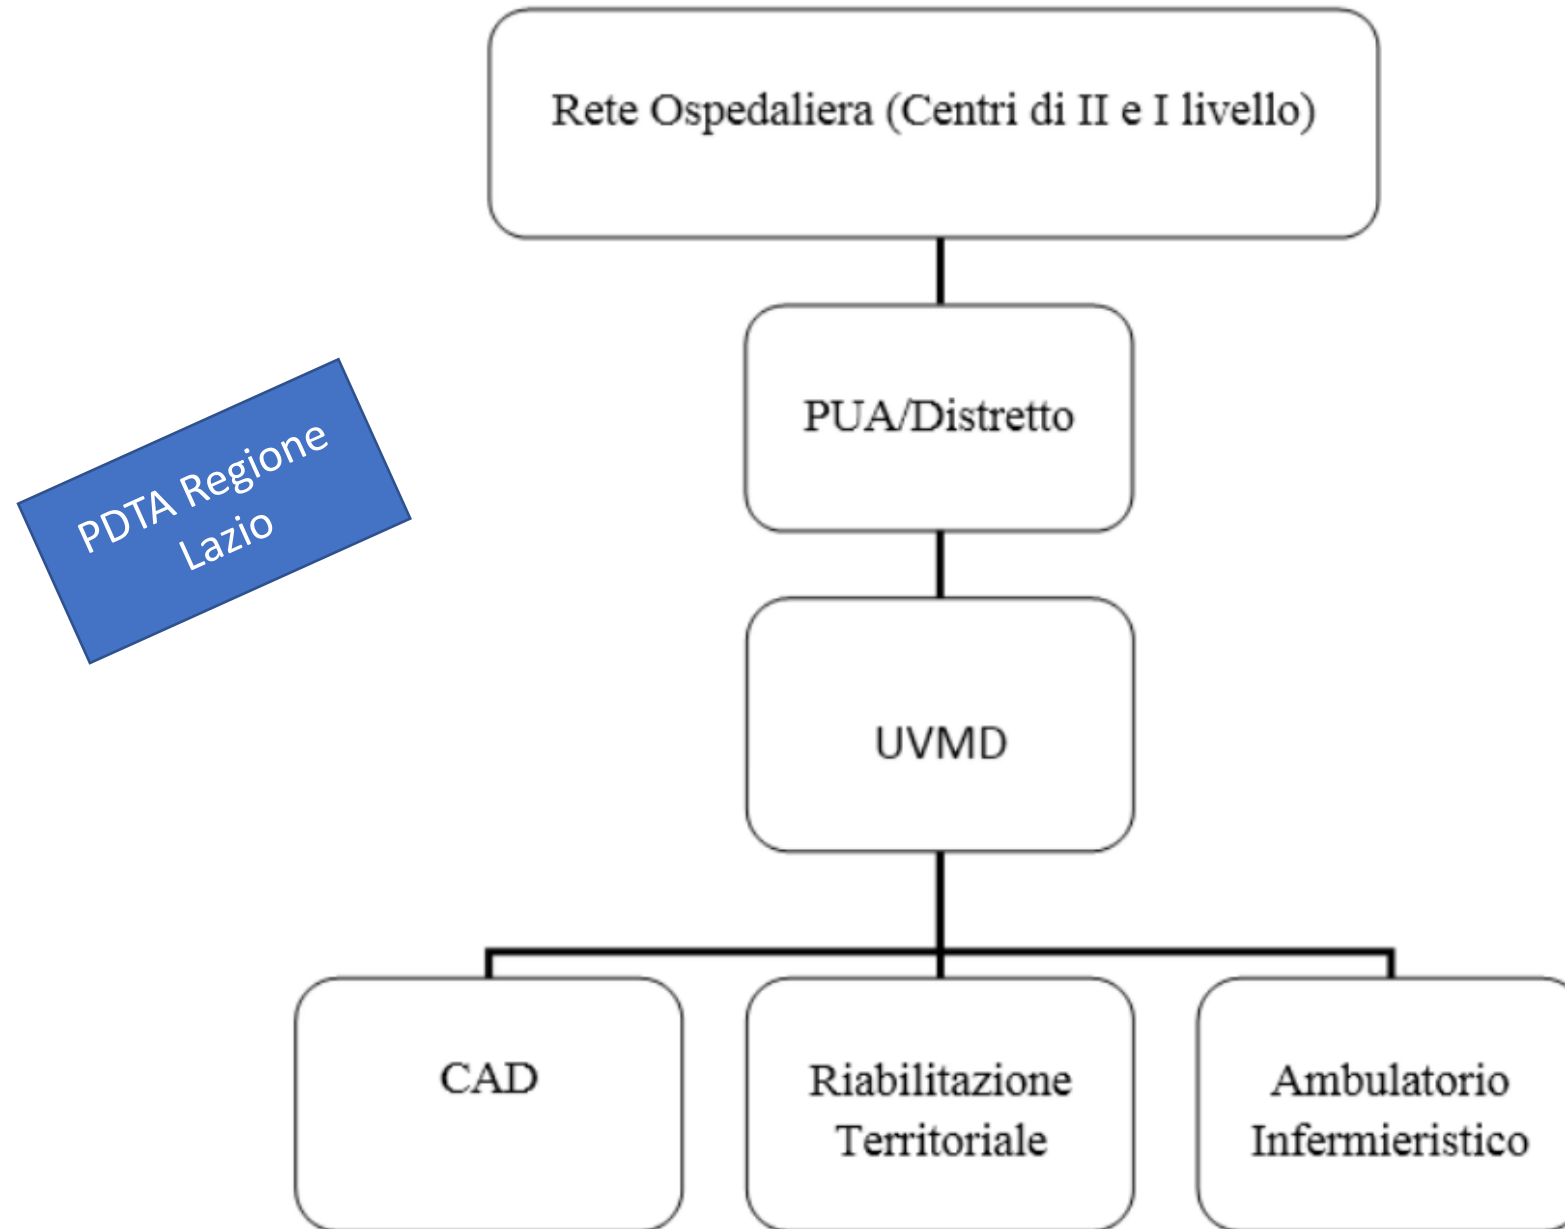 Rete Ospedaliera (Centri di II e I livello)
PUA/Distretto
PDTA Regione
Lazio
UVMD
CAD
Riabilitazione
Territoriale
Ambulatorio
Infermieristico